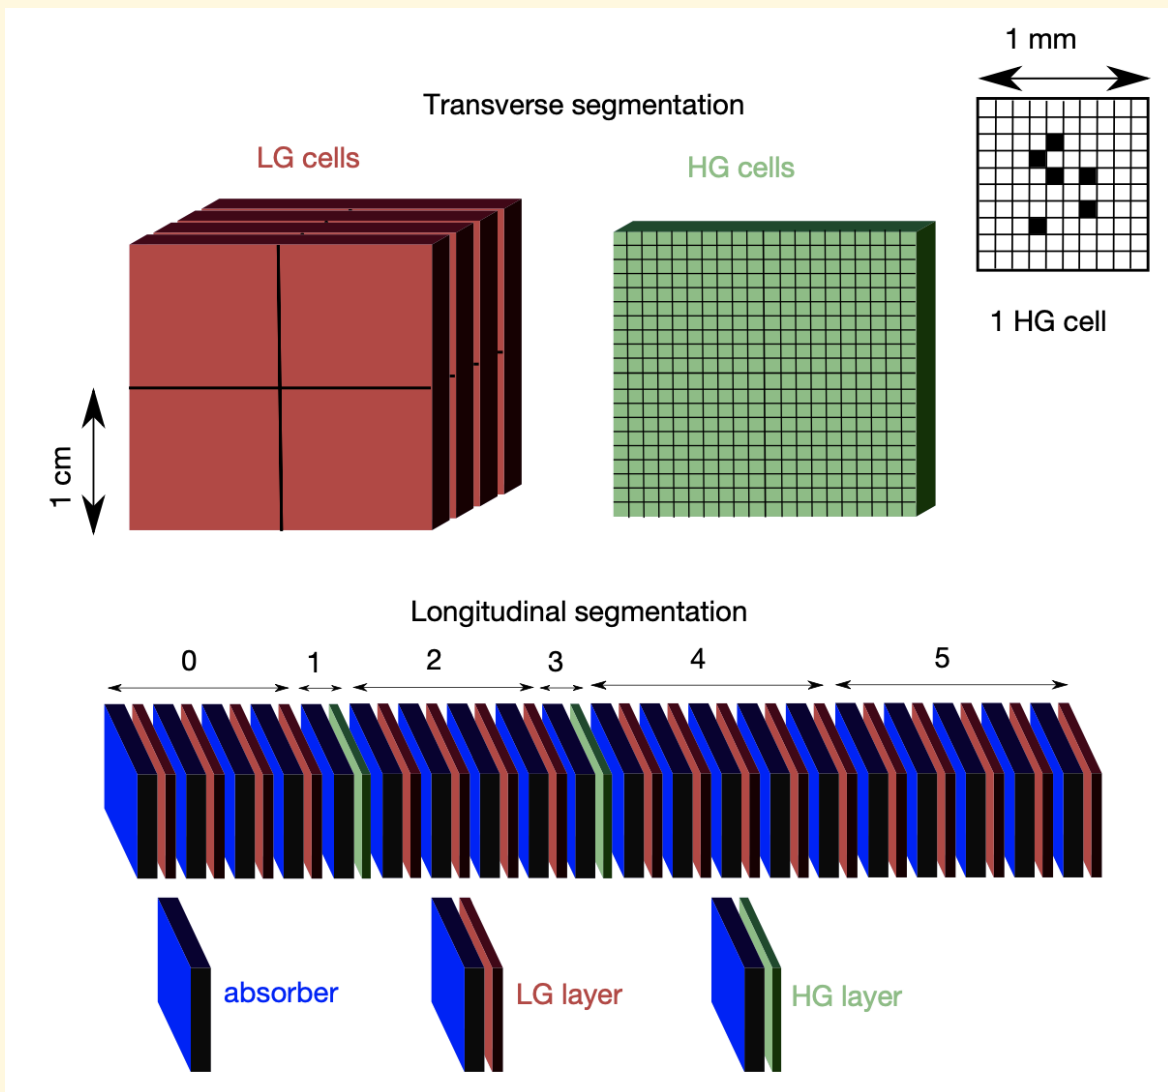 1 mm
Transverse segmentation
LG cells
HG cells
1 HG cell
1 cm
Longitudinal segmentation
0 1 2 3 4 5
absorber
LG layer
HG layer